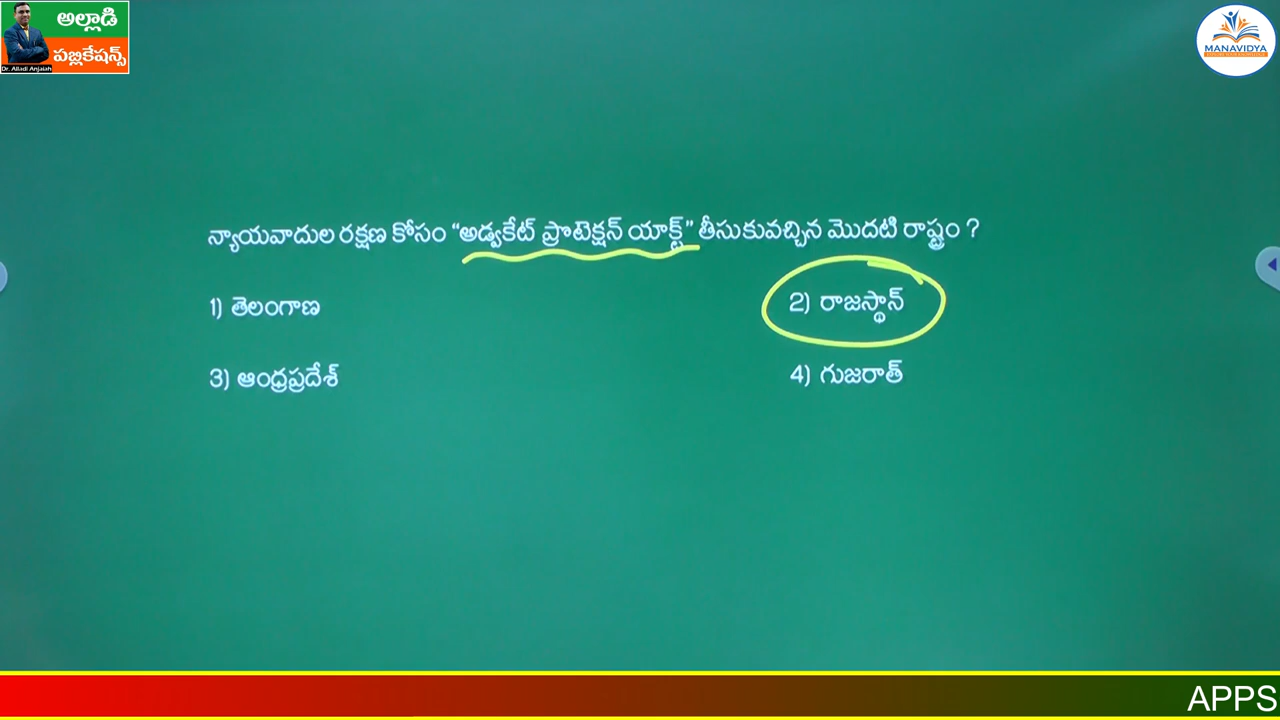 అల్లాడి
పబ్లికేషన్స్
Dr. Alladi Anjaiah
MANAVIDYA
న్యాయవాదుల రక్షణ కోసం “అడ్వకేట్ ప్రొటెక్షన్ యాక్ట్” తీసుకువచ్చిన మొదటి రాష్ట్రం ?
1) తెలంగాణ
2) రాజస్థాన్
3) ఆంధ్రప్రదేశ్
4) గుజరాత్
APPS